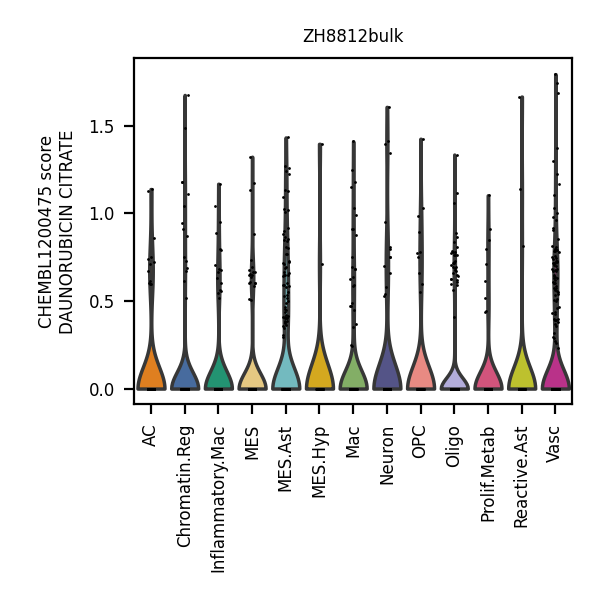 ZH8812bulk
CHEMBL1200475 score
DAUNORUBICIN CITRATE
1.5
1.0
0.5
0.0
AC
Chromatin.Reg
Inflammatory.Mac
MES
MES.Ast
MES.Hyp
Mac
Neuron
OPC
Oligo
Prolif.Metab
Reactive.Ast
Vasc